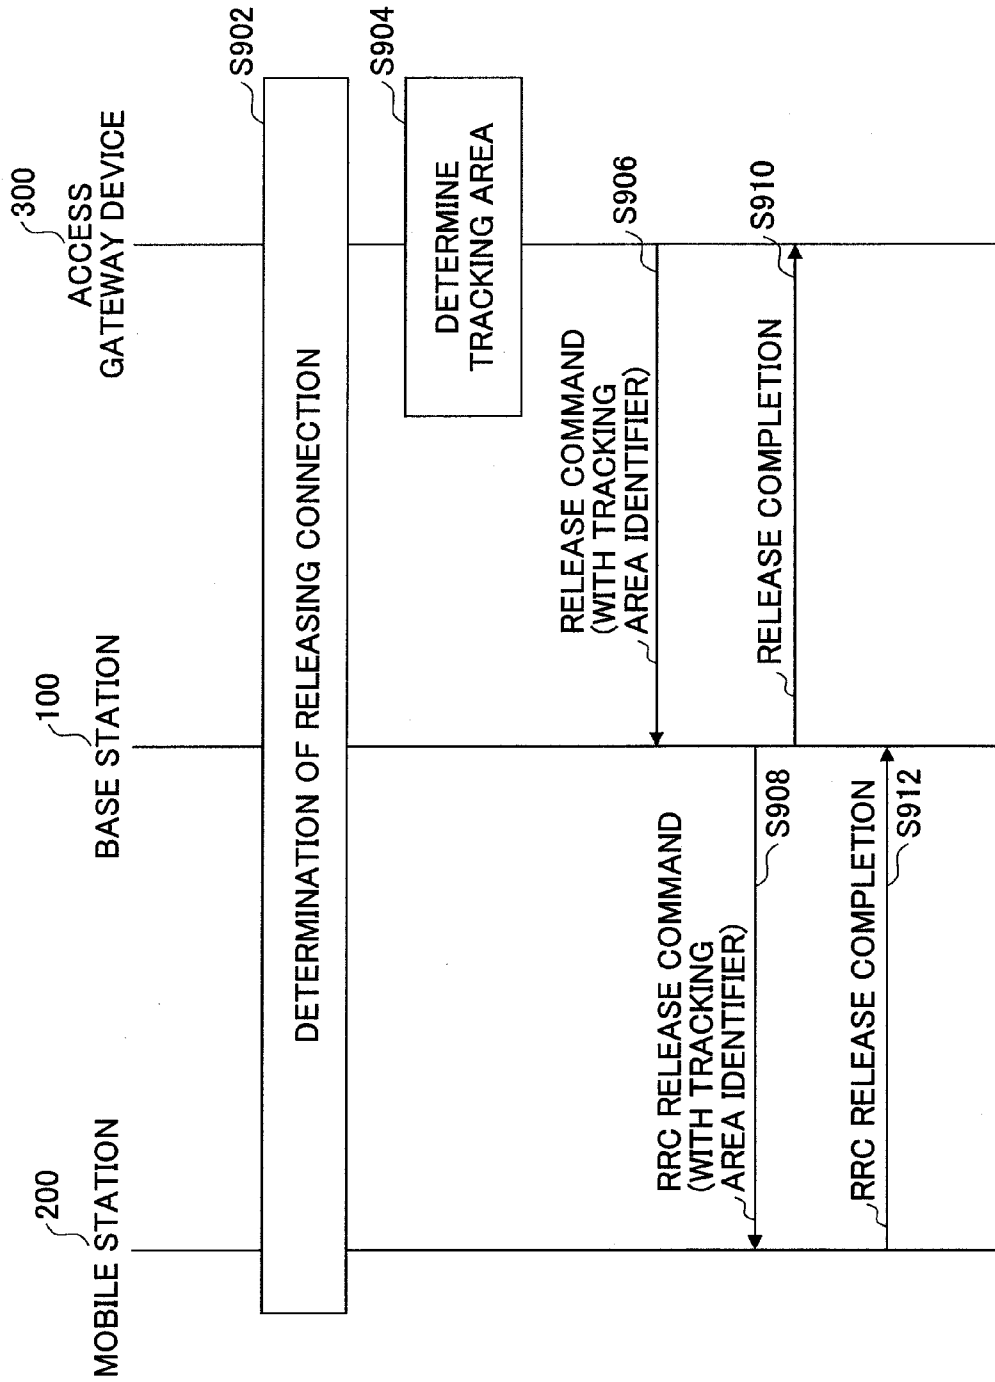 200
MOBILE STATION
100
BASE STATION
300
ACCESS
GATEWAY DEVICE
S902
DETERMINATION OF RELEASING CONNECTION
S904
DETERMINE
TRACKING AREA
RELEASE COMMAND
(WITH TRACKING
AREA IDENTIFIER)
S906
RRC RELEASE COMMAND
(WITH TRACKING
AREA IDENTIFIER)
S908
RELEASE COMPLETION
S910
RRC RELEASE COMPLETION
S912